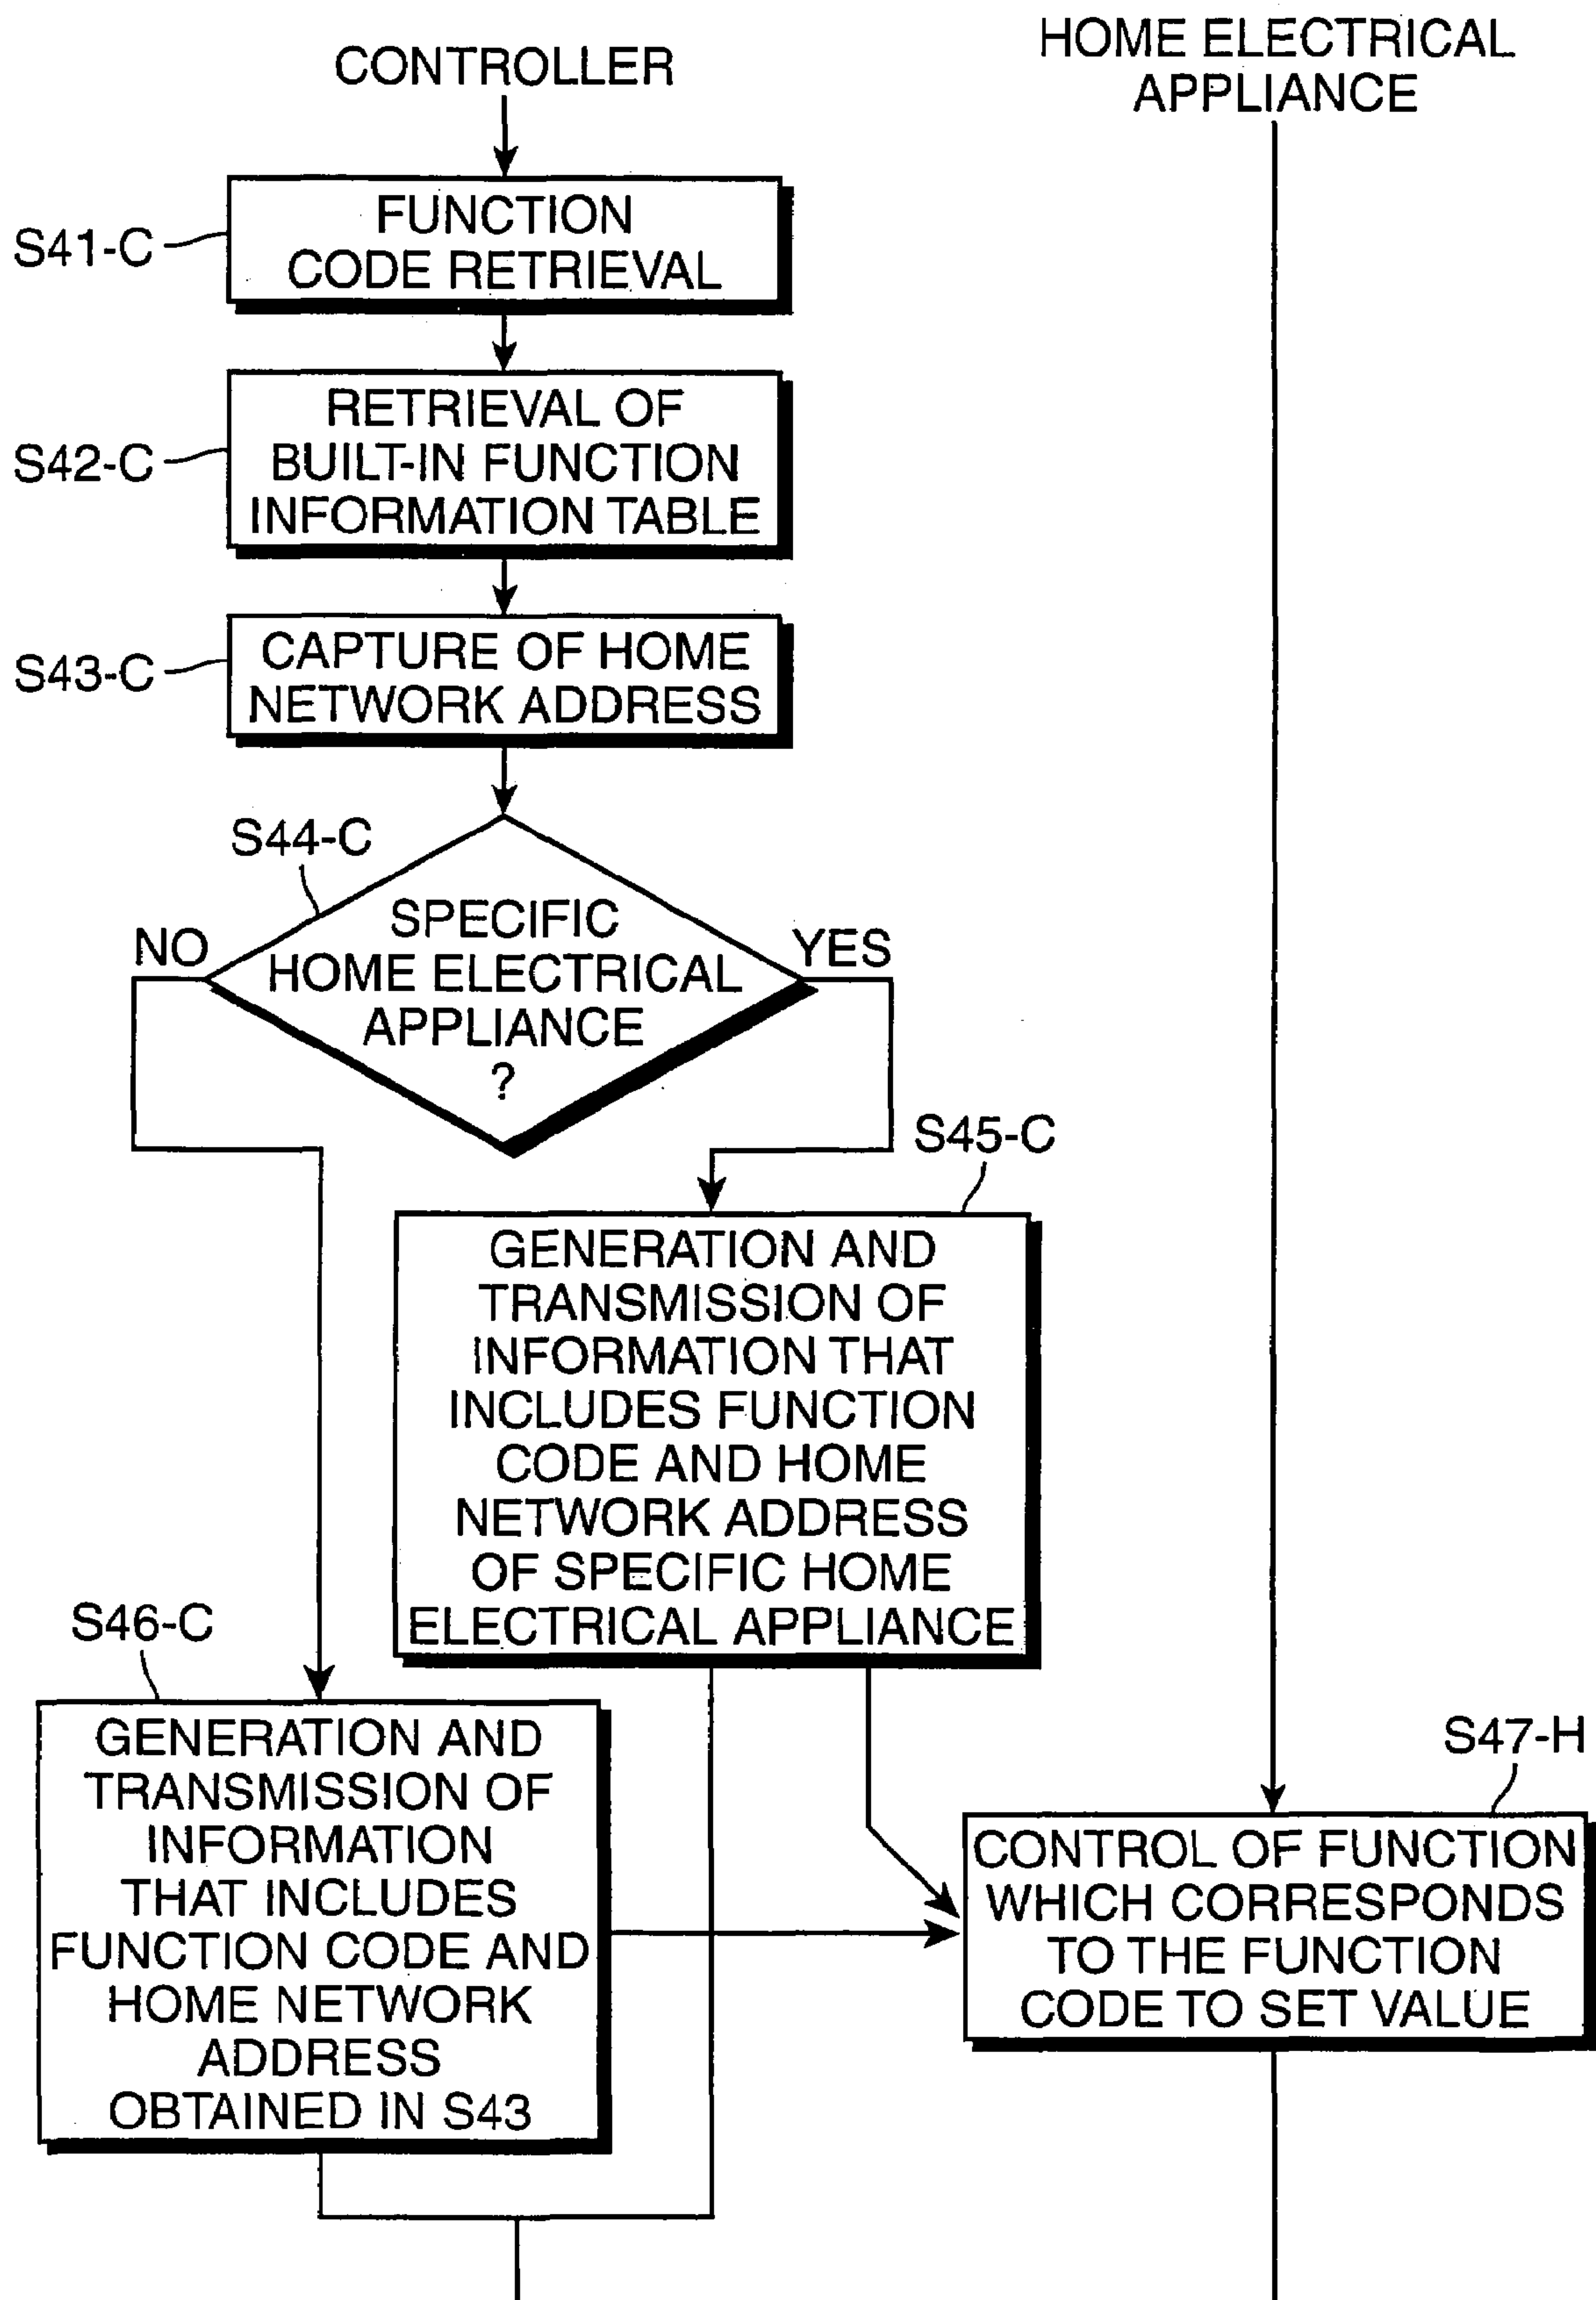 CONTROLLER
HOME ELECTRICAL
APPLIANCE
S41-C
FUNCTION
CODE RETRIEVAL
S42-C
RETRIEVAL OF
BUILT-IN FUNCTION
INFORMATION TABLE
S43-C
CAPTURE OF HOME
NETWORK ADDRESS
S44-C
NO
SPECIFIC
HOME ELECTRICAL
APPLIANCE
?
YES
S45-C
GENERATION AND
TRANSMISSION OF
INFORMATION THAT
INCLUDES FUNCTION
CODE AND HOME
NETWORK ADDRESS
OF SPECIFIC HOME
ELECTRICAL APPLIANCE
S46-C
GENERATION AND
TRANSMISSION OF
INFORMATION
THAT INCLUDES
FUNCTION CODE AND
HOME NETWORK
ADDRESS
OBTAINED IN S43
S47-H
CONTROL OF FUNCTION
WHICH CORRESPONDS
TO THE FUNCTION
CODE TO SET VALUE